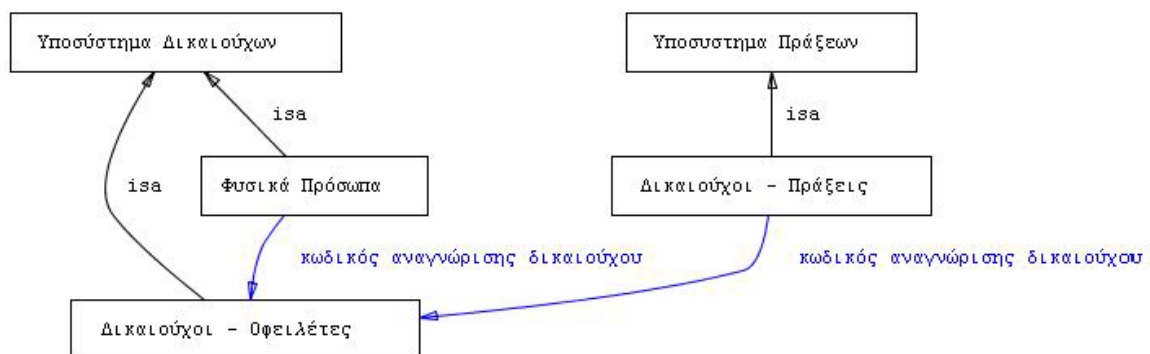 Υποσύστημα Δικαιούχων
Υποσυστημα Πράξεων
isa
isa
isa
Φυσικά Πρόσωπα
Δικαιούχοι - Πράξεις
κωδικός αναγνώρισης δικαιούχου
κωδικός αναγνώρισης δικαιούχου
Δικαιούχοι - Οφειλέτες